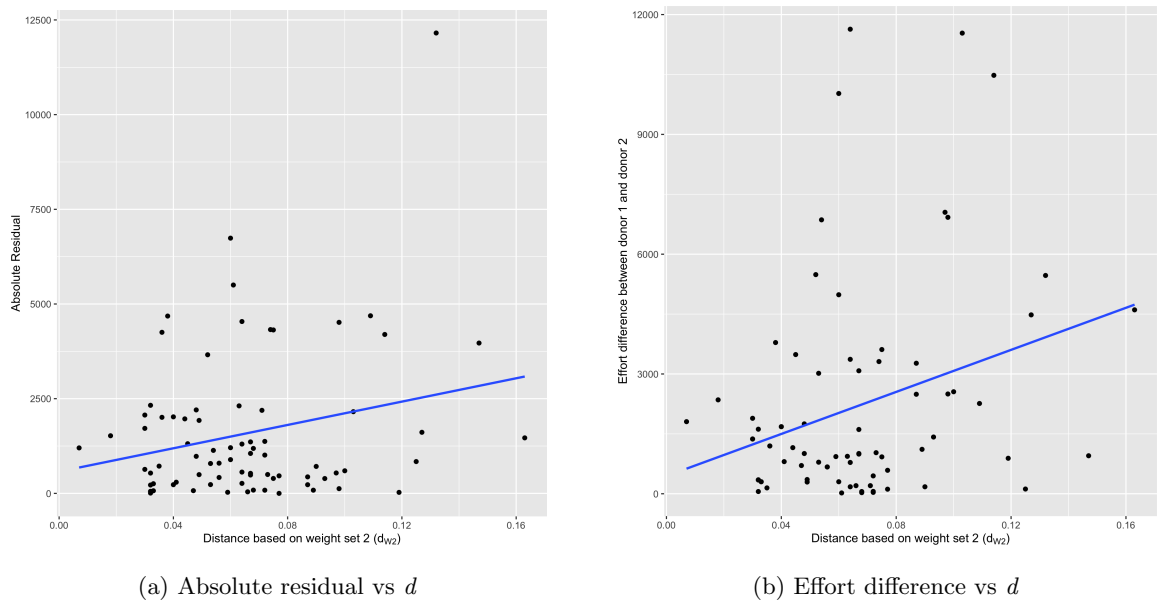 12500
10000
7500
5000
2500
0
Absolute Residual
0.00 0.04 0.08 0.12 0.16
Distance based on weight set 2 (dW2)
(a) Absolute residual vs d
12000
9000
6000
3000
0
Effort difference between donor 1 and donor 2
0.00 0.04 0.08 0.12 0.16
Distance based on weight set 2 (dW2)
(b) Effort difference vs d